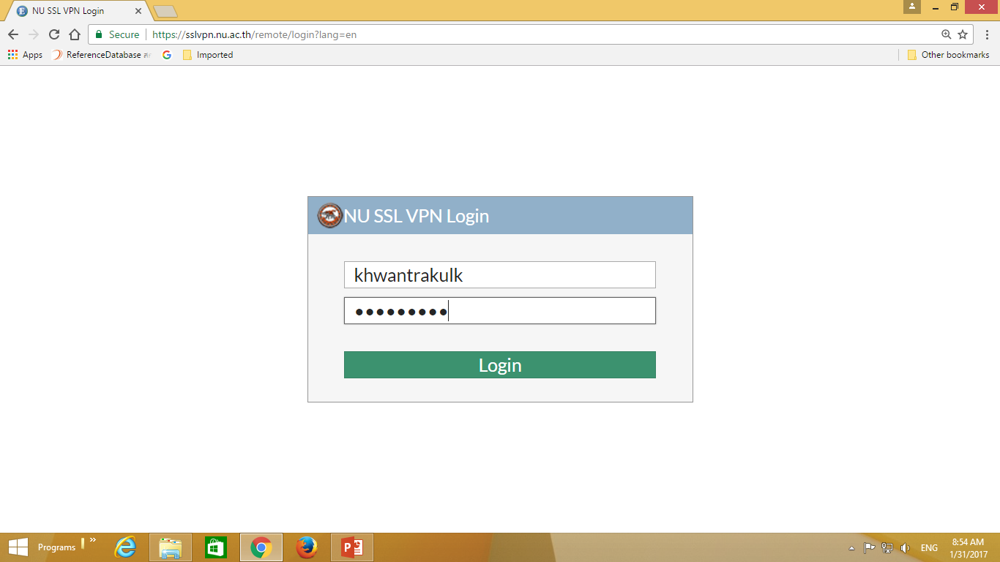 NU SSL VPN Login
Secure
https://sslvpn.nu.ac.th/remote/login?lang=en
Apps
ReferenceDatabase
Imported
Other bookmarks
NU SSL VPN Login
khwantrakulk
•••••••••
Login
Programs
8:54 AM
ENG
1/31/2017